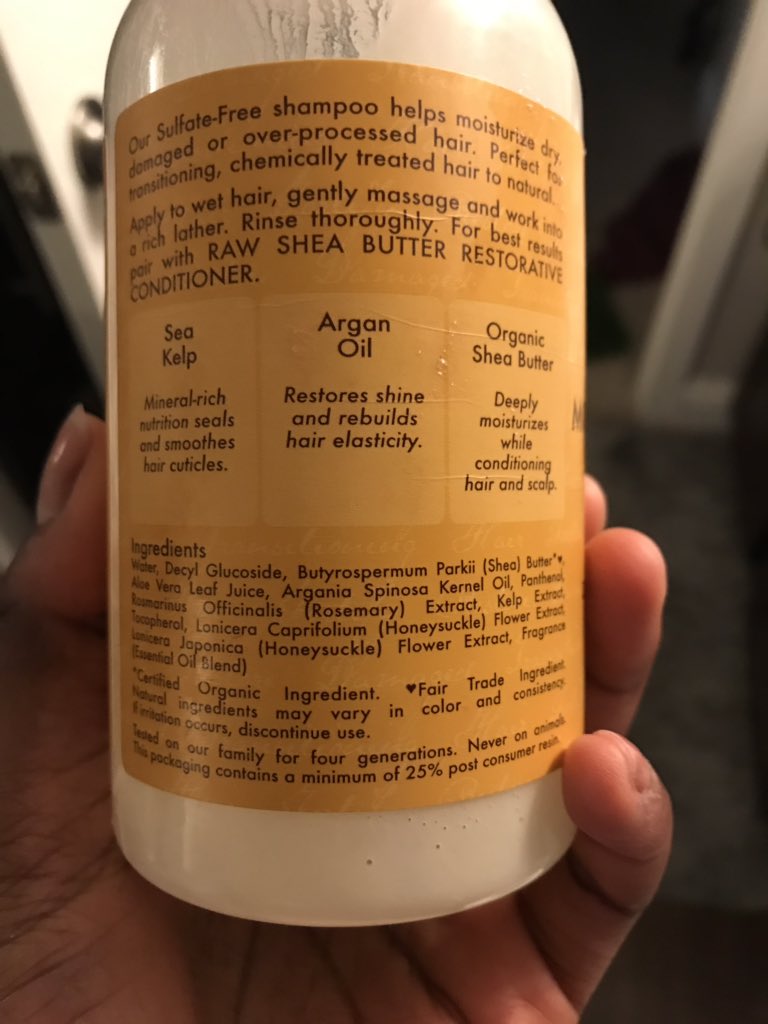 Our Sulfate-Free shampoo helps moisturize dry,
damaged or over-processed hair. Perfect for
transitioning, chemically treated hair to natural.
Apply to wet hair, gently massage and work into
a rich lather. Rinse thoroughly. For best results
pair with RAW SHEA BUTTER RESTORATIVE
CONDITIONER.
Sea
Kelp
Mineral-rich
nutrition seals
and smoothes
hair cuticles.
Argan
Oil
Restores shine
and rebuilds
hair elasticity.
Organic
Shea Butter
Deeply
moisturizes
while
conditioning
hair and scalp.
Ingredients
Water, Decyl Glucoside, Butyrospermum Parkii (Shea) Butter*♥,
Aloe Vera Leaf Juice, Argania Spinosa Kernel Oil, Panthenol,
Rosmarinus Officinalis (Rosemary) Extract, Kelp Extract,
Tocopherol, Lonicera Caprifolium (Honeysuckle) Flower Extract,
Lonicera Japonica (Honeysuckle) Flower Extract, Fragrance
(Essential Oil Blend)
*Certified Organic Ingredient. ♥Fair Trade Ingredient.
Natural ingredients may vary in color and consistency.
If irritation occurs, discontinue use.
Tested on our family for four generations. Never on animals.
This packaging contains a minimum of 25% post consumer resin.